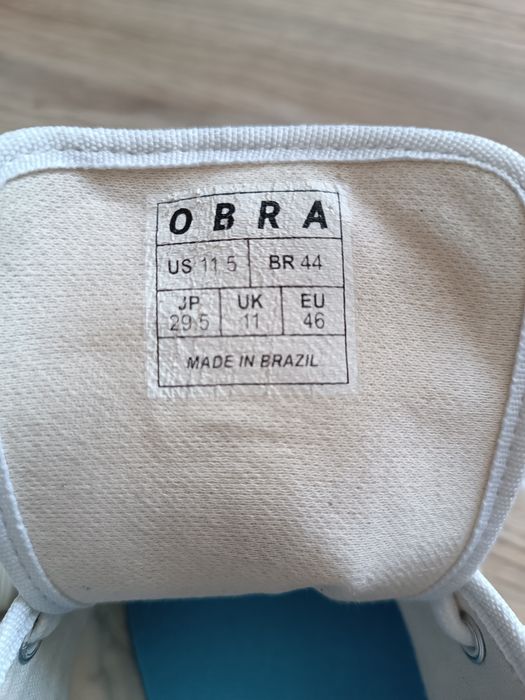 OBRA
US 11.5 BR 44
JP UK EU
29.5 11 46
MADE IN BRAZIL